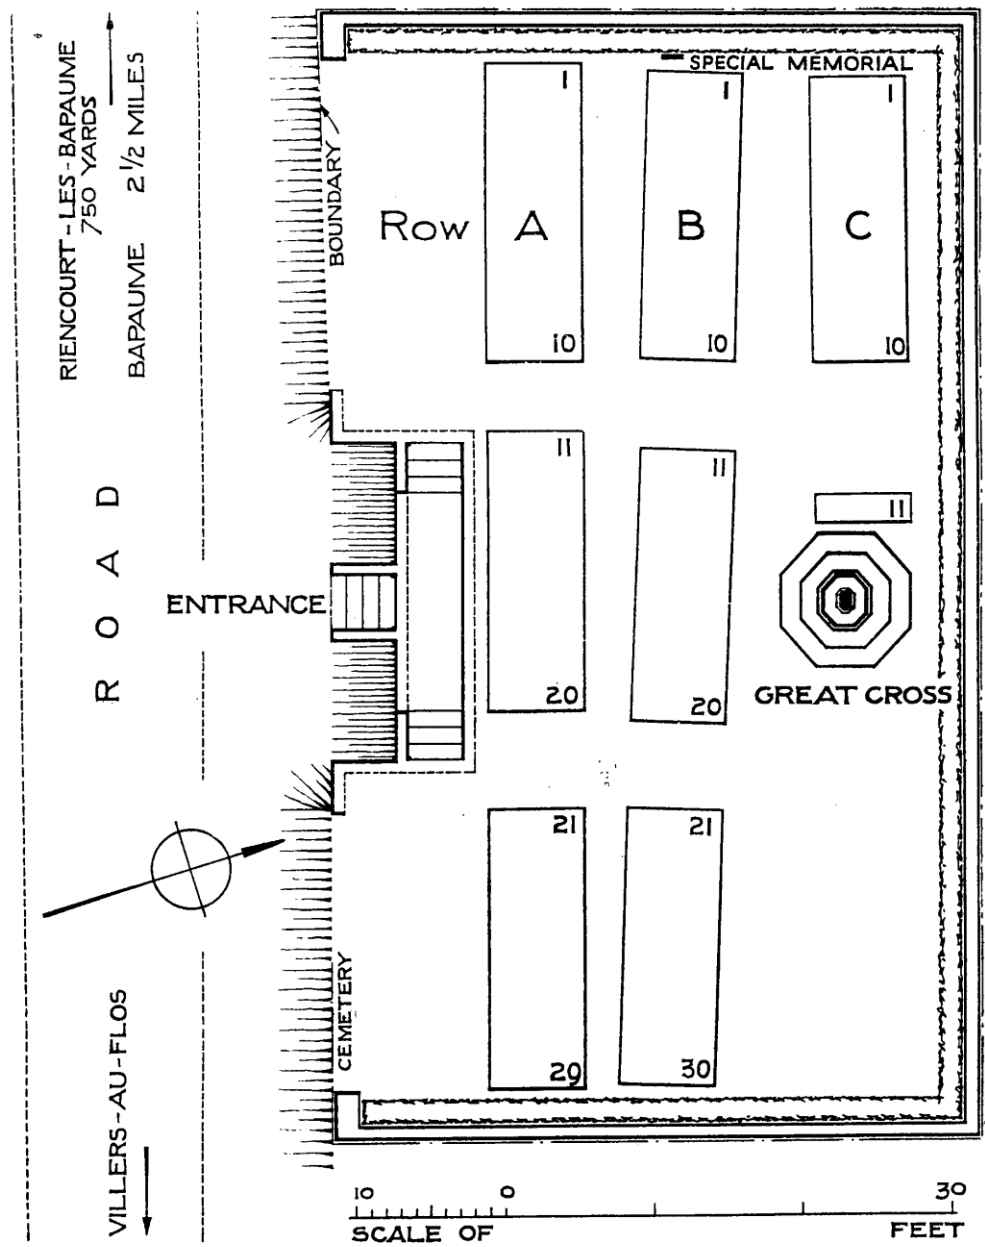 RIENCOURT-LES-BAPAUME
750 YARDS
BAPAUME 2 1/2 MILES
ROAD
VILLERS-AU-FLOS
BOUNDARY
CEMETERY
ENTRANCE
SPECIAL MEMORIAL
1 1 1
Row A B C
10 10 10
11 11 11
20 20
GREAT CROSS
21 21
29 30
10 0 30
SCALE OF FEET